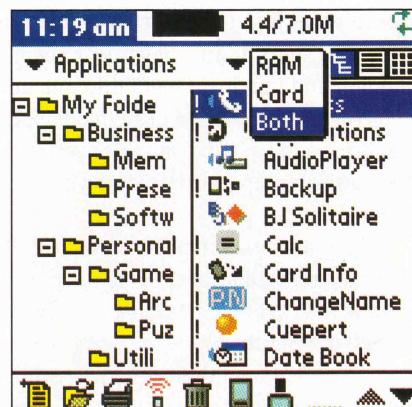 11:19 am 4.4/7.0M
Applications
RAM
Card
Both
My Folde
Business
Mem
Prese
Softw
Personal
Game
Arc
Puz
Utili
AudioPlayer
Backup
BJ Solitaire
Calc
Card Info
PN ChangeName
Cuepert
Date Book